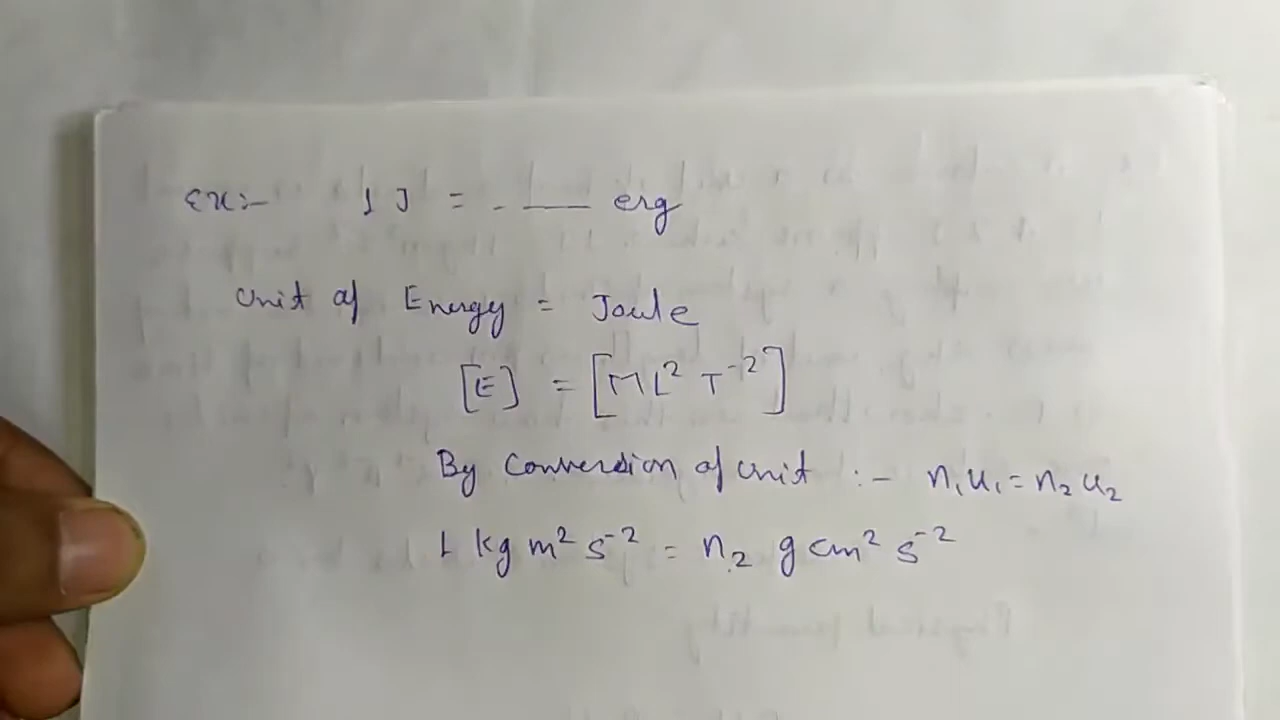 Ex:- 1 J = - ___ erg
Unit of Energy = Joule
[E] = [ML² T⁻²]
By Conversion of unit :- n₁u₁ = n₂u₂
1 kg m² s⁻² = n₂ g cm² s⁻²